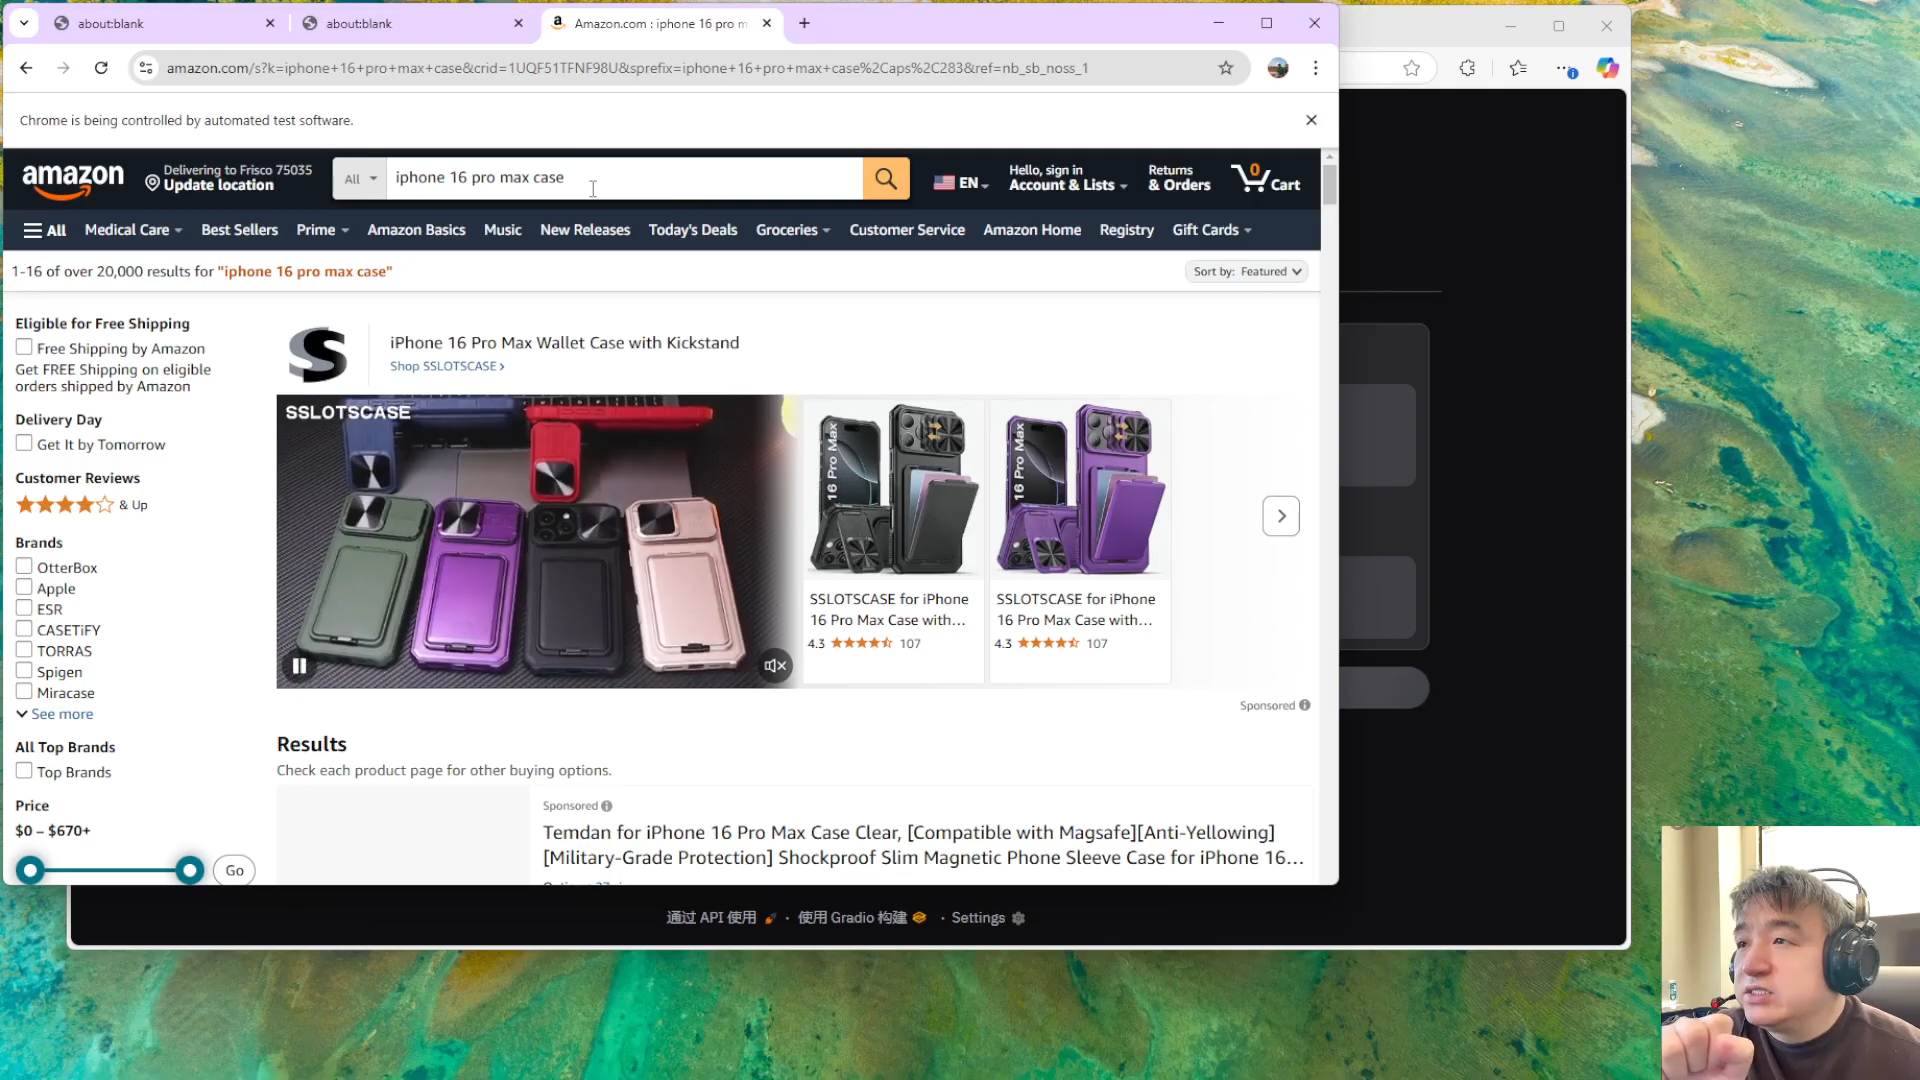 about:blank
about:blank
Amazon.com : iphone 16 pro m
amazon.com/s?k=iphone+16+pro+max+case&crid=1UQF51TFNF98U&sprefix=iphone+16+pro+max+case%2Caps%2C283&ref=nb_sb_noss_1
Chrome is being controlled by automated test software.
amazon
Delivering to Frisco 75035
Update location
All
iphone 16 pro max case
EN
Hello, sign in
Account & Lists
Returns
& Orders
0
Cart
All
Medical Care
Best Sellers
Prime
Amazon Basics
Music
New Releases
Today's Deals
Groceries
Customer Service
Amazon Home
Registry
Gift Cards
1-16 of over 20,000 results for "iphone 16 pro max case"
Sort by: Featured
Eligible for Free Shipping
Free Shipping by Amazon
Get FREE Shipping on eligible
orders shipped by Amazon
Delivery Day
Get It by Tomorrow
Customer Reviews
& Up
Brands
OtterBox
Apple
ESR
CASETiFY
TORRAS
Spigen
Miracase
See more
All Top Brands
Top Brands
Price
$0 – $670+
Go
iPhone 16 Pro Max Wallet Case with Kickstand
Shop SSLOTSCASE ›
SSLOTSCASE
16 Pro Max
16 Pro Max
SSLOTSCASE for iPhone
16 Pro Max Case with...
4.3
107
SSLOTSCASE for iPhone
16 Pro Max Case with...
4.3
107
Sponsored
Results
Check each product page for other buying options.
Sponsored
Temdan for iPhone 16 Pro Max Case Clear, [Compatible with Magsafe][Anti-Yellowing]
[Military-Grade Protection] Shockproof Slim Magnetic Phone Sleeve Case for iPhone 16...
通过 API 使用 · 使用 Gradio 构建 · Settings